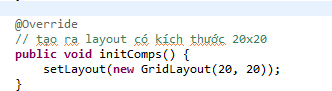 @Override
// tạo ra layout có kích thước 20x20
public void initComps() {
setLayout(new GridLayout(20, 20));
}